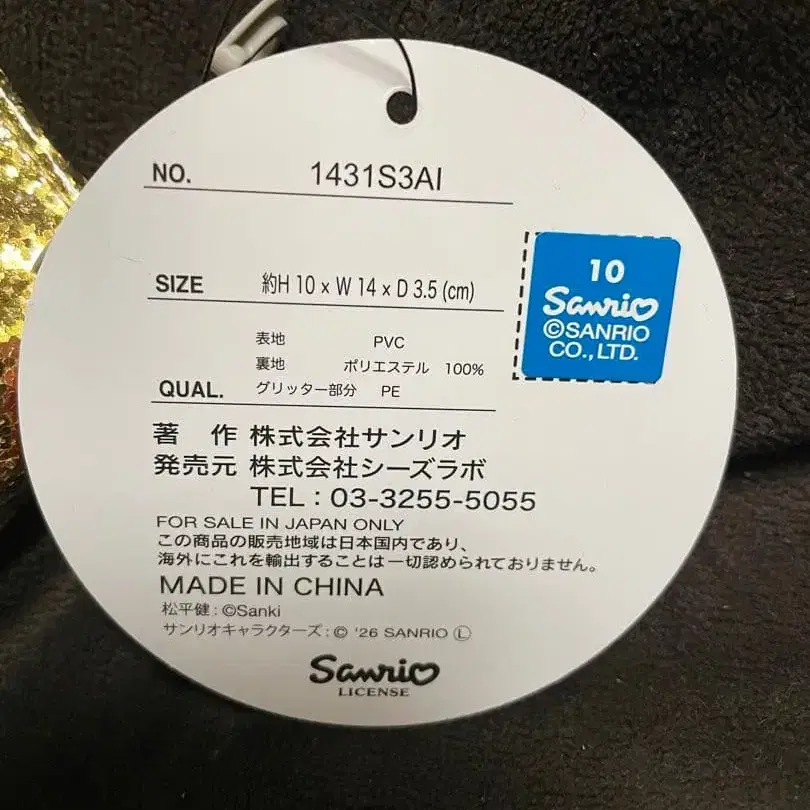 NO. 1431S3AI
SIZE 約H 10 × W 14 × D 3.5 (cm)
10
Sanrio
©SANRIO
CO., LTD.
表地 PVC
裏地 ポリエステル 100%
QUAL. グリッター部分 PE
著 作 株式会社サンリオ
発売元 株式会社シーズラボ
TEL : 03-3255-5055
FOR SALE IN JAPAN ONLY
この商品の販売地域は日本国内であり、
海外にこれを輸出することは一切認められておりません。
MADE IN CHINA
松平健 : ©Sanki
サンリオキャラクターズ : © '26 SANRIO Ⓛ
Sanrio
LICENSE